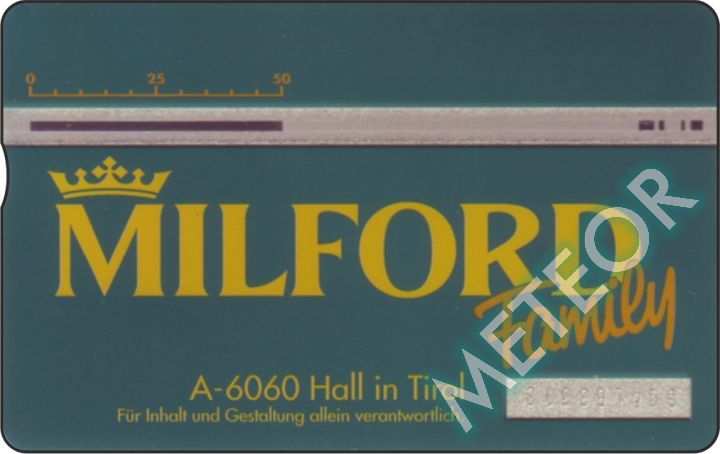 0 25 50
MILFORD
Family
A-6060 Hall in Tirol
Für Inhalt und Gestaltung allein verantwortlich
METEOR